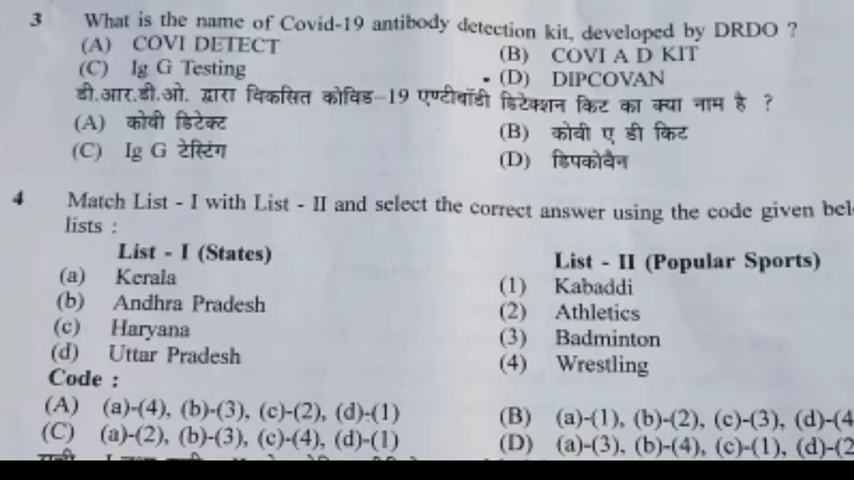 3 What is the name of Covid-19 antibody detection kit, developed by DRDO ?
(A) COVI DETECT (B) COVI A D KIT
(C) Ig G Testing (D) DIPCOVAN
डी.आर.डी.ओ. द्वारा विकसित कोविड-19 एण्टीबॉडी डिटेक्शन किट का क्या नाम है ?
(A) कोवी डिटेक्ट (B) कोवी ए डी किट
(C) Ig G टेस्टिंग (D) डिपकोवैन
4 Match List - I with List - II and select the correct answer using the code given bel
lists :
List - I (States) List - II (Popular Sports)
(a) Kerala (1) Kabaddi
(b) Andhra Pradesh (2) Athletics
(c) Haryana (3) Badminton
(d) Uttar Pradesh (4) Wrestling
Code :
(A) (a)-(4), (b)-(3), (c)-(2), (d)-(1) (B) (a)-(1), (b)-(2), (c)-(3), (d)-(4
(C) (a)-(2), (b)-(3), (c)-(4), (d)-(1) (D) (a)-(3), (b)-(4), (c)-(1), (d)-(2